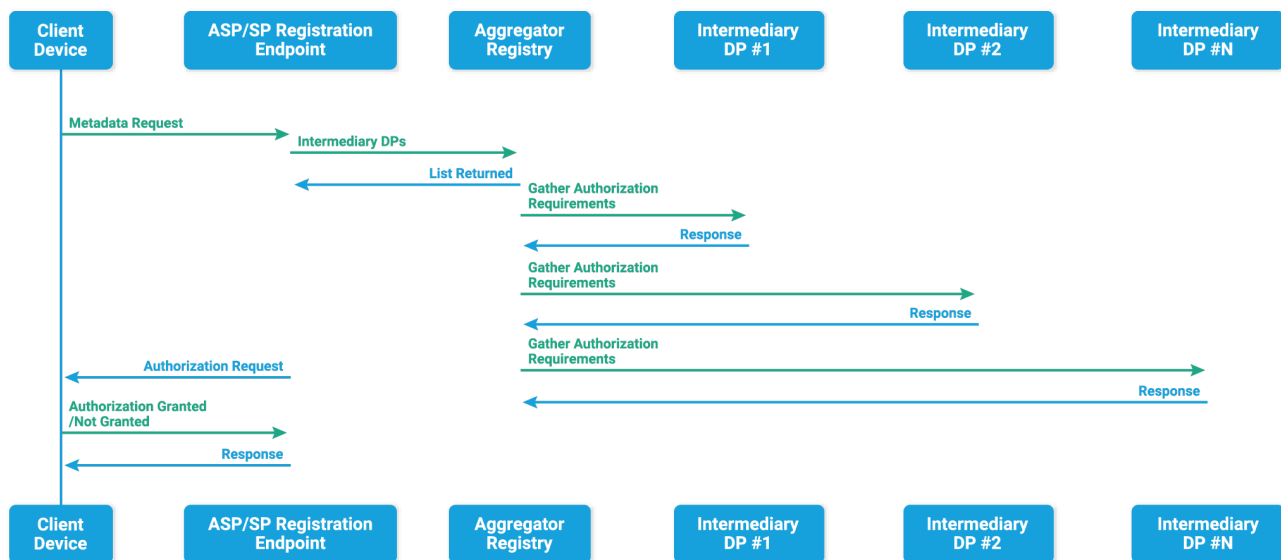 Client
Device
ASP/SP Registration
Endpoint
Aggregator
Registry
Intermediary
DP #1
Intermediary
DP #2
Intermediary
DP #N
Metadata Request
Intermediary DPs
List Returned
Gather Authorization
Requirements
Response
Gather Authorization
Requirements
Response
Gather Authorization
Requirements
Authorization Request
Response
Authorization Granted
/Not Granted
Response
Client
Device
ASP/SP Registration
Endpoint
Aggregator
Registry
Intermediary
DP #1
Intermediary
DP #2
Intermediary
DP #N